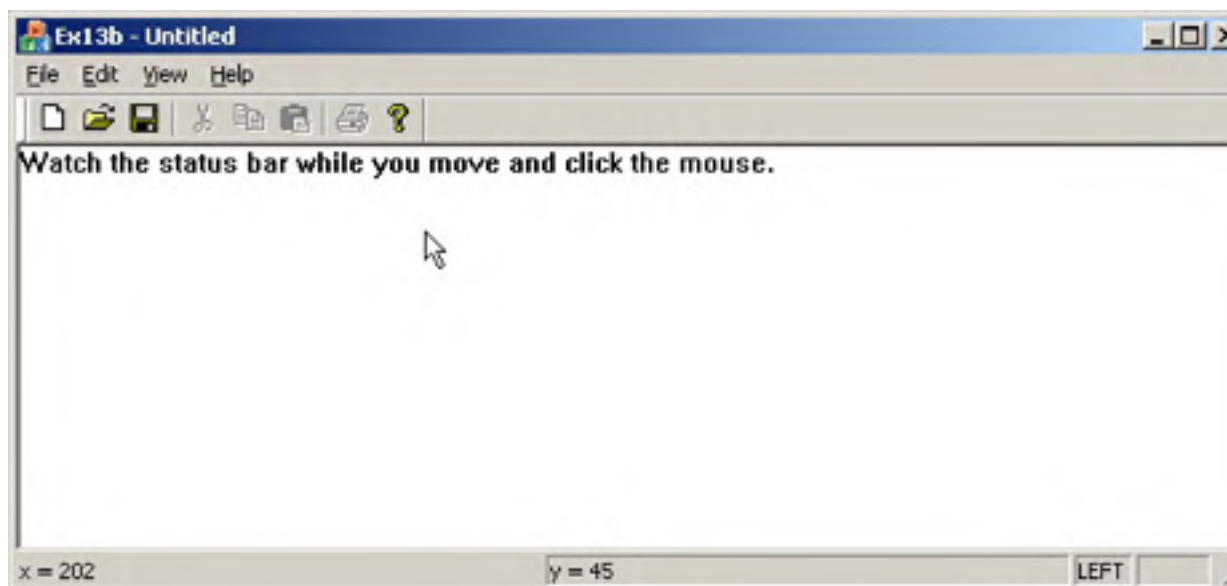 Ex13b - Untitled
File Edit View Help
Watch the status bar while you move and click the mouse.
x = 202 y = 45 LEFT